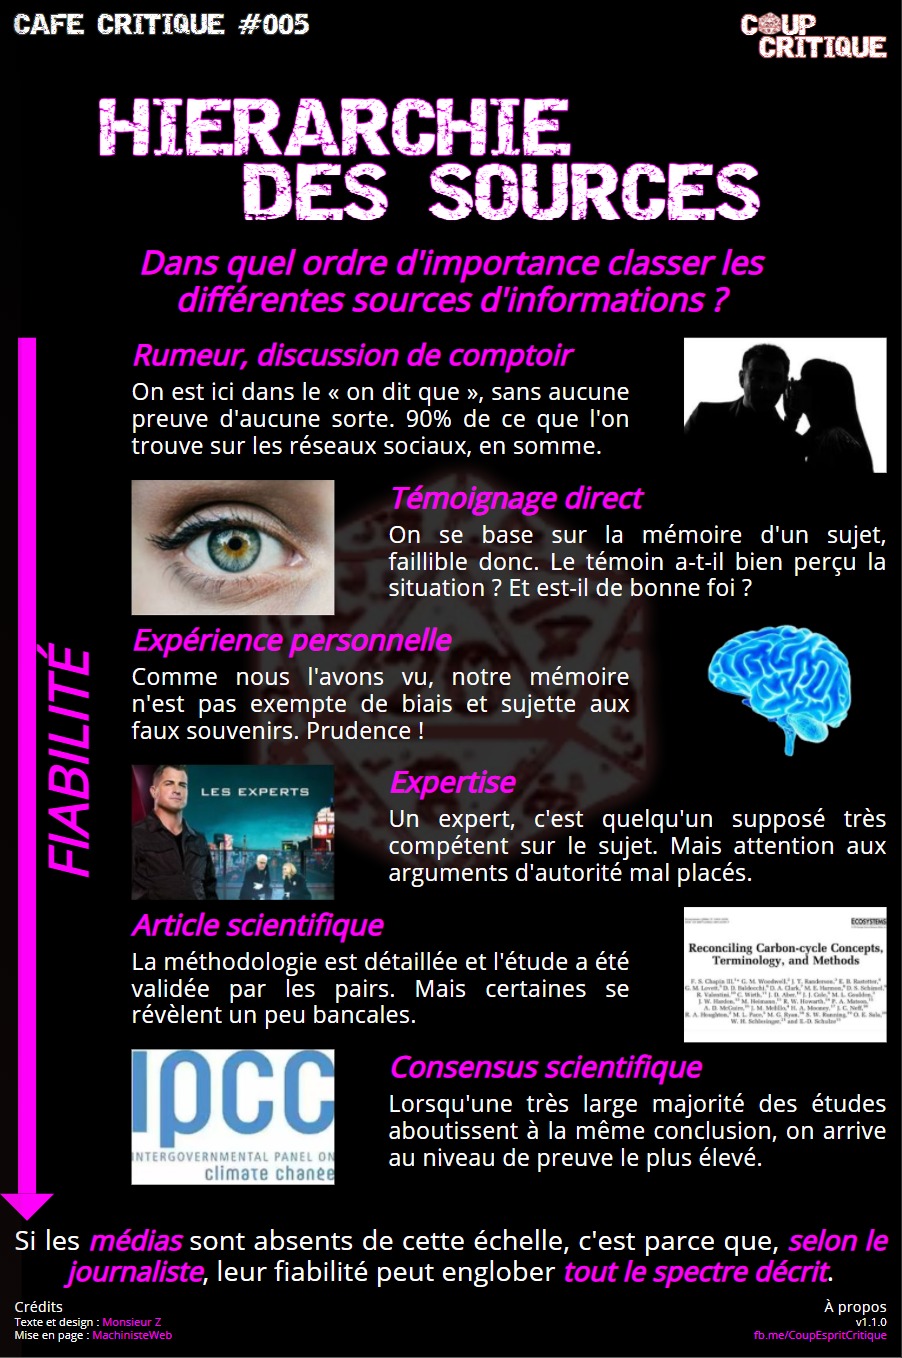 CAFE CRITIQUE #005
COUP
CRITIQUE
HIERARCHIE
DES SOURCES
Dans quel ordre d'importance classer les
différentes sources d'informations ?
FIABILITÉ
Rumeur, discussion de comptoir
On est ici dans le « on dit que », sans aucune
preuve d'aucune sorte. 90% de ce que l'on
trouve sur les réseaux sociaux, en somme.
Témoignage direct
On se base sur la mémoire d'un sujet,
faillible donc. Le témoin a-t-il bien perçu la
situation ? Et est-il de bonne foi ?
Expérience personnelle
Comme nous l'avons vu, notre mémoire
n'est pas exempte de biais et sujette aux
faux souvenirs. Prudence !
LES EXPERTS
Expertise
Un expert, c'est quelqu'un supposé très
compétent sur le sujet. Mais attention aux
arguments d'autorité mal placés.
Article scientifique
La méthodologie est détaillée et l'étude a été
validée par les pairs. Mais certaines se
révèlent un peu bancales.
ECOSYSTEMS
Reconciling Carbon-cycle Concepts,
Terminology, and Methods
ipcc
INTERGOVERNMENTAL PANEL ON
climate change
Consensus scientifique
Lorsqu'une très large majorité des études
aboutissent à la même conclusion, on arrive
au niveau de preuve le plus élevé.
Si les médias sont absents de cette échelle, c'est parce que, selon le
journaliste, leur fiabilité peut englober tout le spectre décrit.
Crédits
Texte et design : Monsieur Z
Mise en page : MachinisteWeb
À propos
v1.1.0
fb.me/CoupEspritCritique